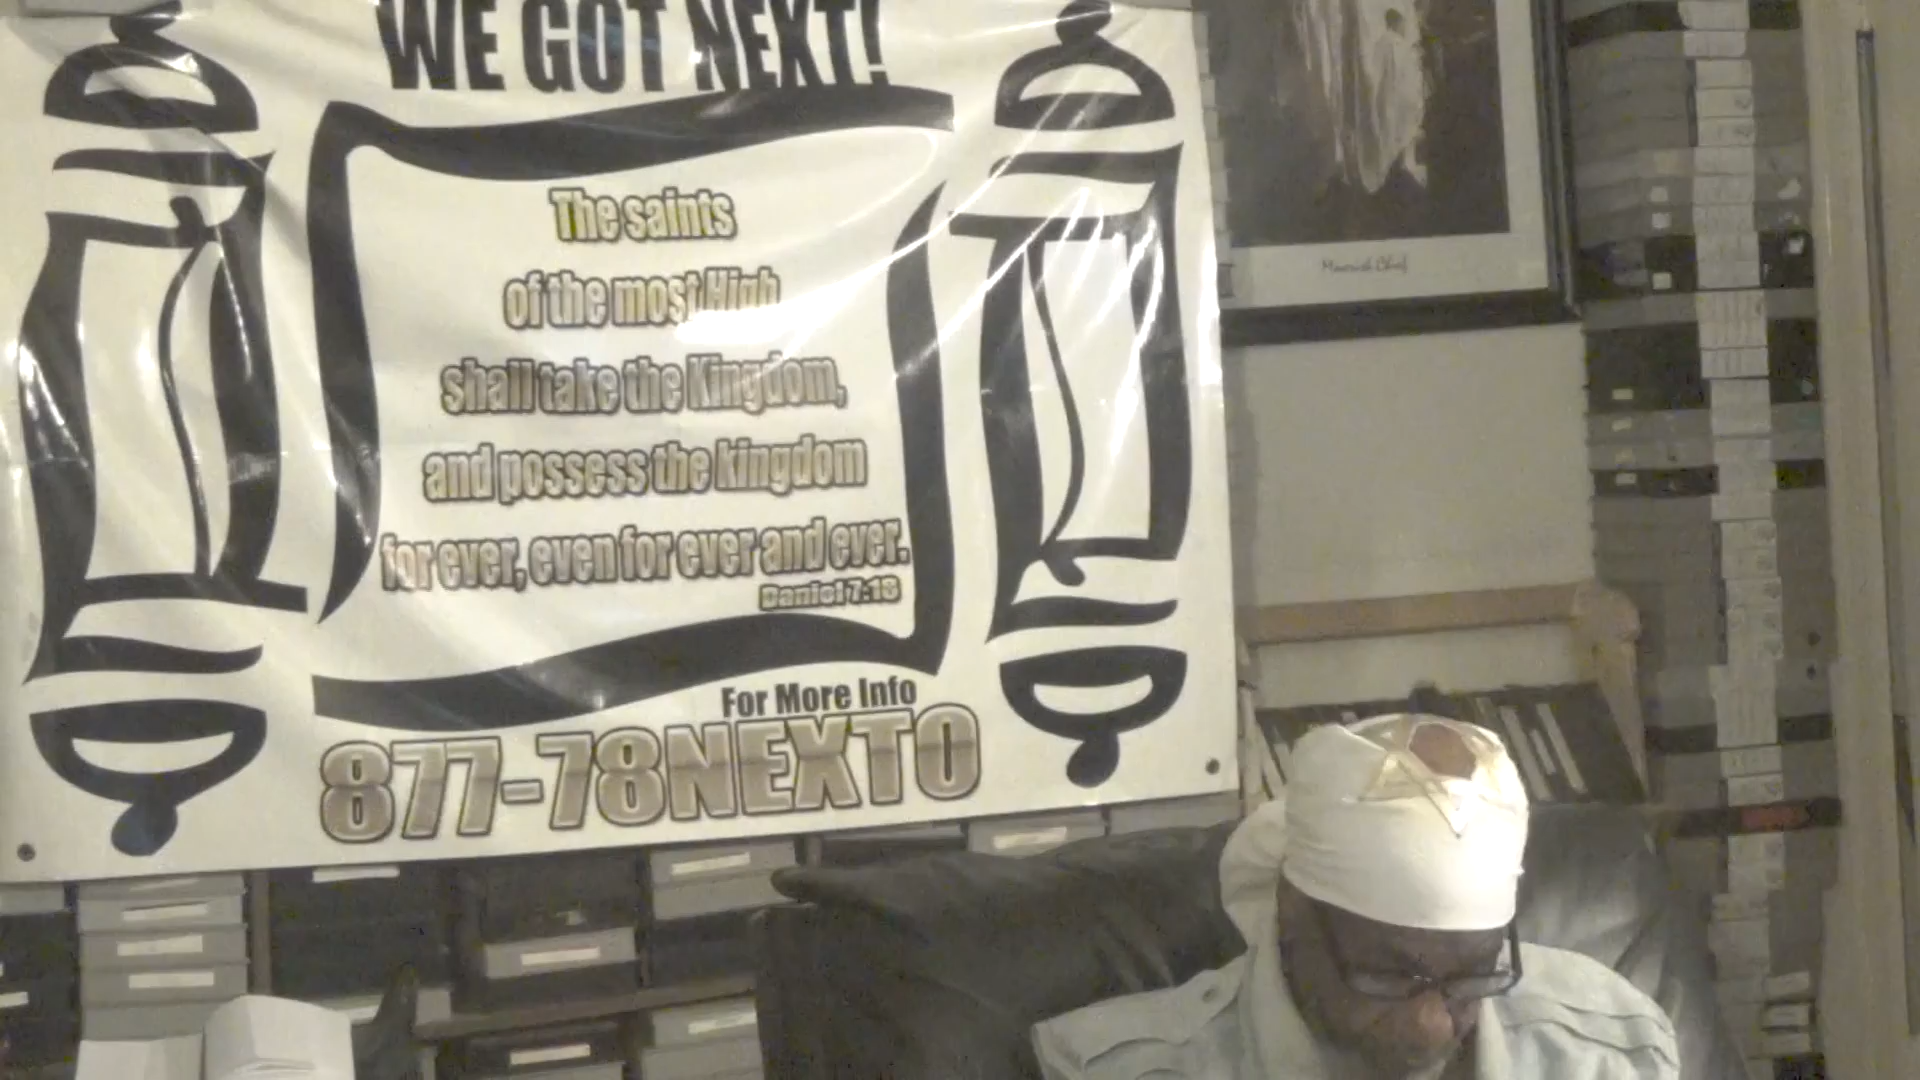 WE GOT NEXT!
The saints
of the most High
shall take the Kingdom,
and possess the kingdom
for ever, even for ever and ever.
Daniel 7:18
For More Info
877-78NEXTO